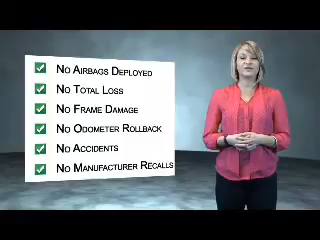 No Airbags Deployed
No Total Loss
No Frame Damage
No Odometer Rollback
No Accidents
No Manufacturer Recalls